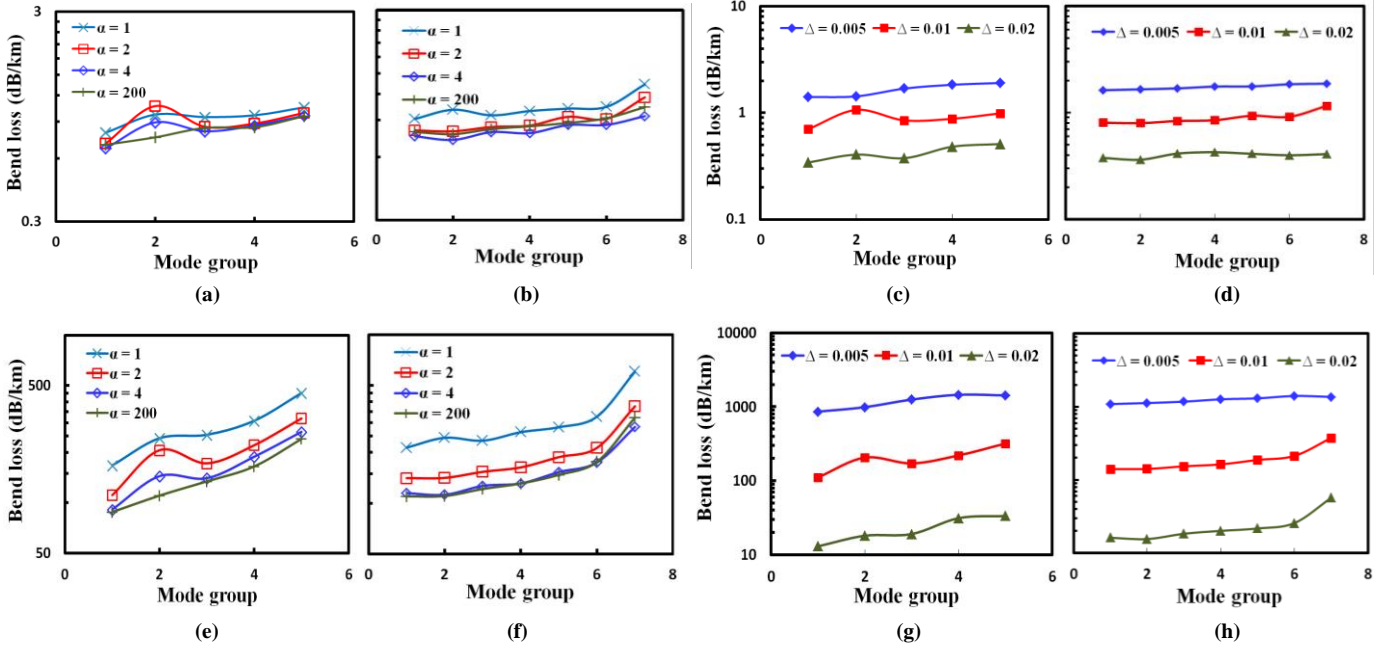 3
Bend loss (dB/km)
0.3
α = 1
α = 2
α = 4
α = 200
0 2 4 6
Mode group
(a)
α = 1
α = 2
α = 4
α = 200
0 2 4 6 8
Mode group
(b)
10
1
0.1
Bend loss (dB/km)
Δ = 0.005 Δ = 0.01 Δ = 0.02
0 1 2 3 4 5 6
Mode group
(c)
Δ = 0.005 Δ = 0.01 Δ = 0.02
0 2 4 6 8
Mode group
(d)
500
50
Bend loss (dB/km)
α = 1
α = 2
α = 4
α = 200
0 2 4 6
Mode group
(e)
α = 1
α = 2
α = 4
α = 200
0 2 4 6 8
Mode group
(f)
10000
1000
100
10
Bend loss (dB/km)
Δ = 0.005 Δ = 0.01 Δ = 0.02
0 1 2 3 4 5 6
Mode group
(g)
Δ = 0.005 Δ = 0.01 Δ = 0.02
0 2 4 6 8
Mode group
(h)